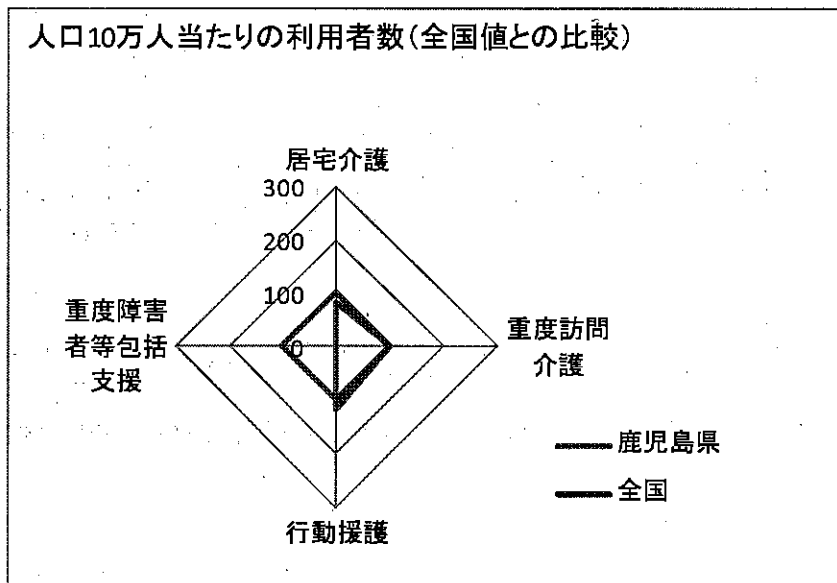 人口10万人当たりの利用者数(全国値との比較)
居宅介護
300
200
100
0
重度障害
者等包括
支援
重度訪問
介護
行動援護
鹿児島県
全国